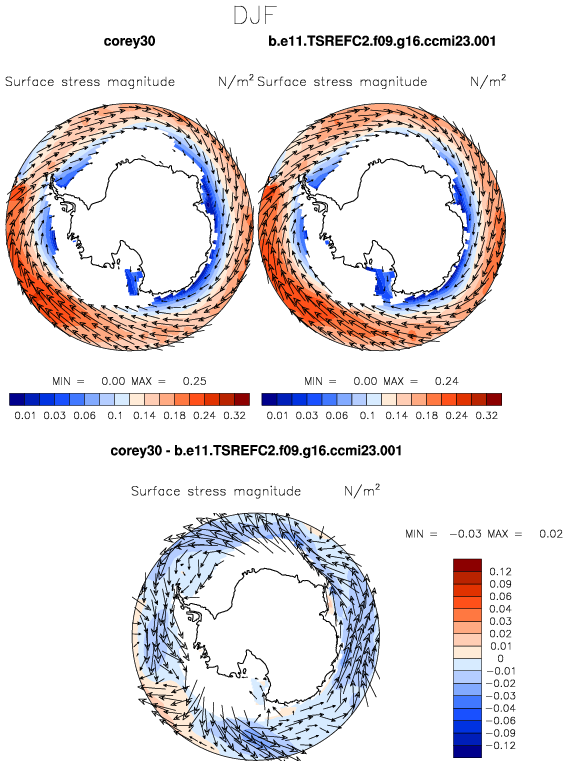 DJF
corey30 b.e11.TSREFC2.f09.g16.ccmi23.001
Surface stress magnitude N/m² Surface stress magnitude N/m²
MIN = 0.00 MAX = 0.25 MIN = 0.00 MAX = 0.24
0.01 0.03 0.06 0.1 0.14 0.18 0.24 0.32 0.01 0.03 0.06 0.1 0.14 0.18 0.24 0.32
corey30 - b.e11.TSREFC2.f09.g16.ccmi23.001
Surface stress magnitude N/m²
MIN = -0.03 MAX = 0.02
0.12
0.09
0.06
0.04
0.03
0.02
0.01
0
-0.01
-0.02
-0.03
-0.04
-0.06
-0.09
-0.12